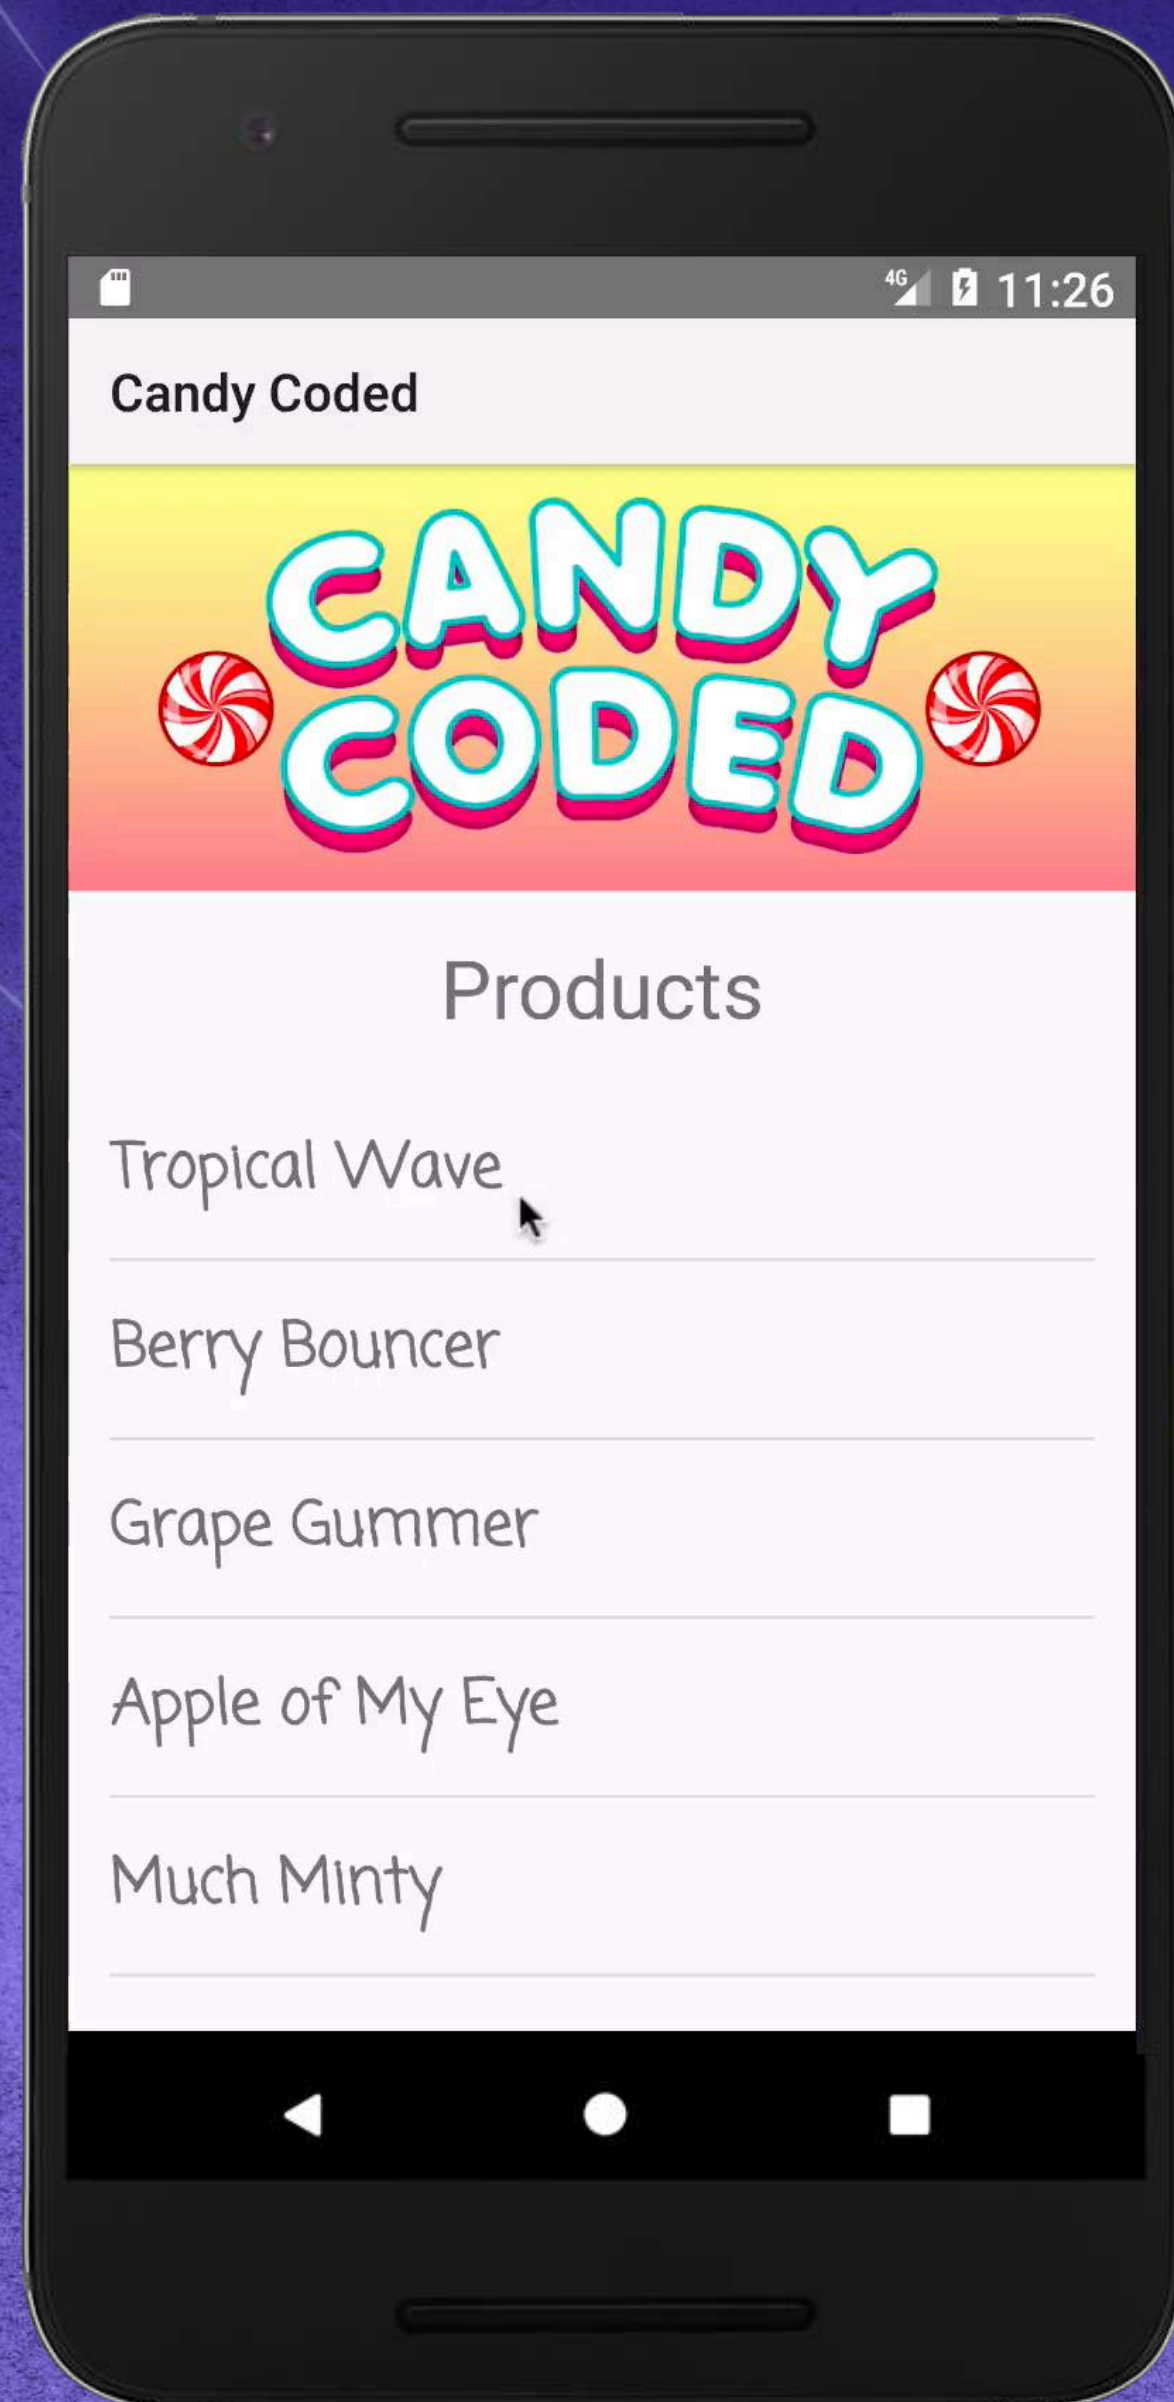 4G 11:26
Candy Coded
CANDY
CODED
Products
Tropical Wave
Berry Bouncer
Grape Gummer
Apple of My Eye
Much Minty